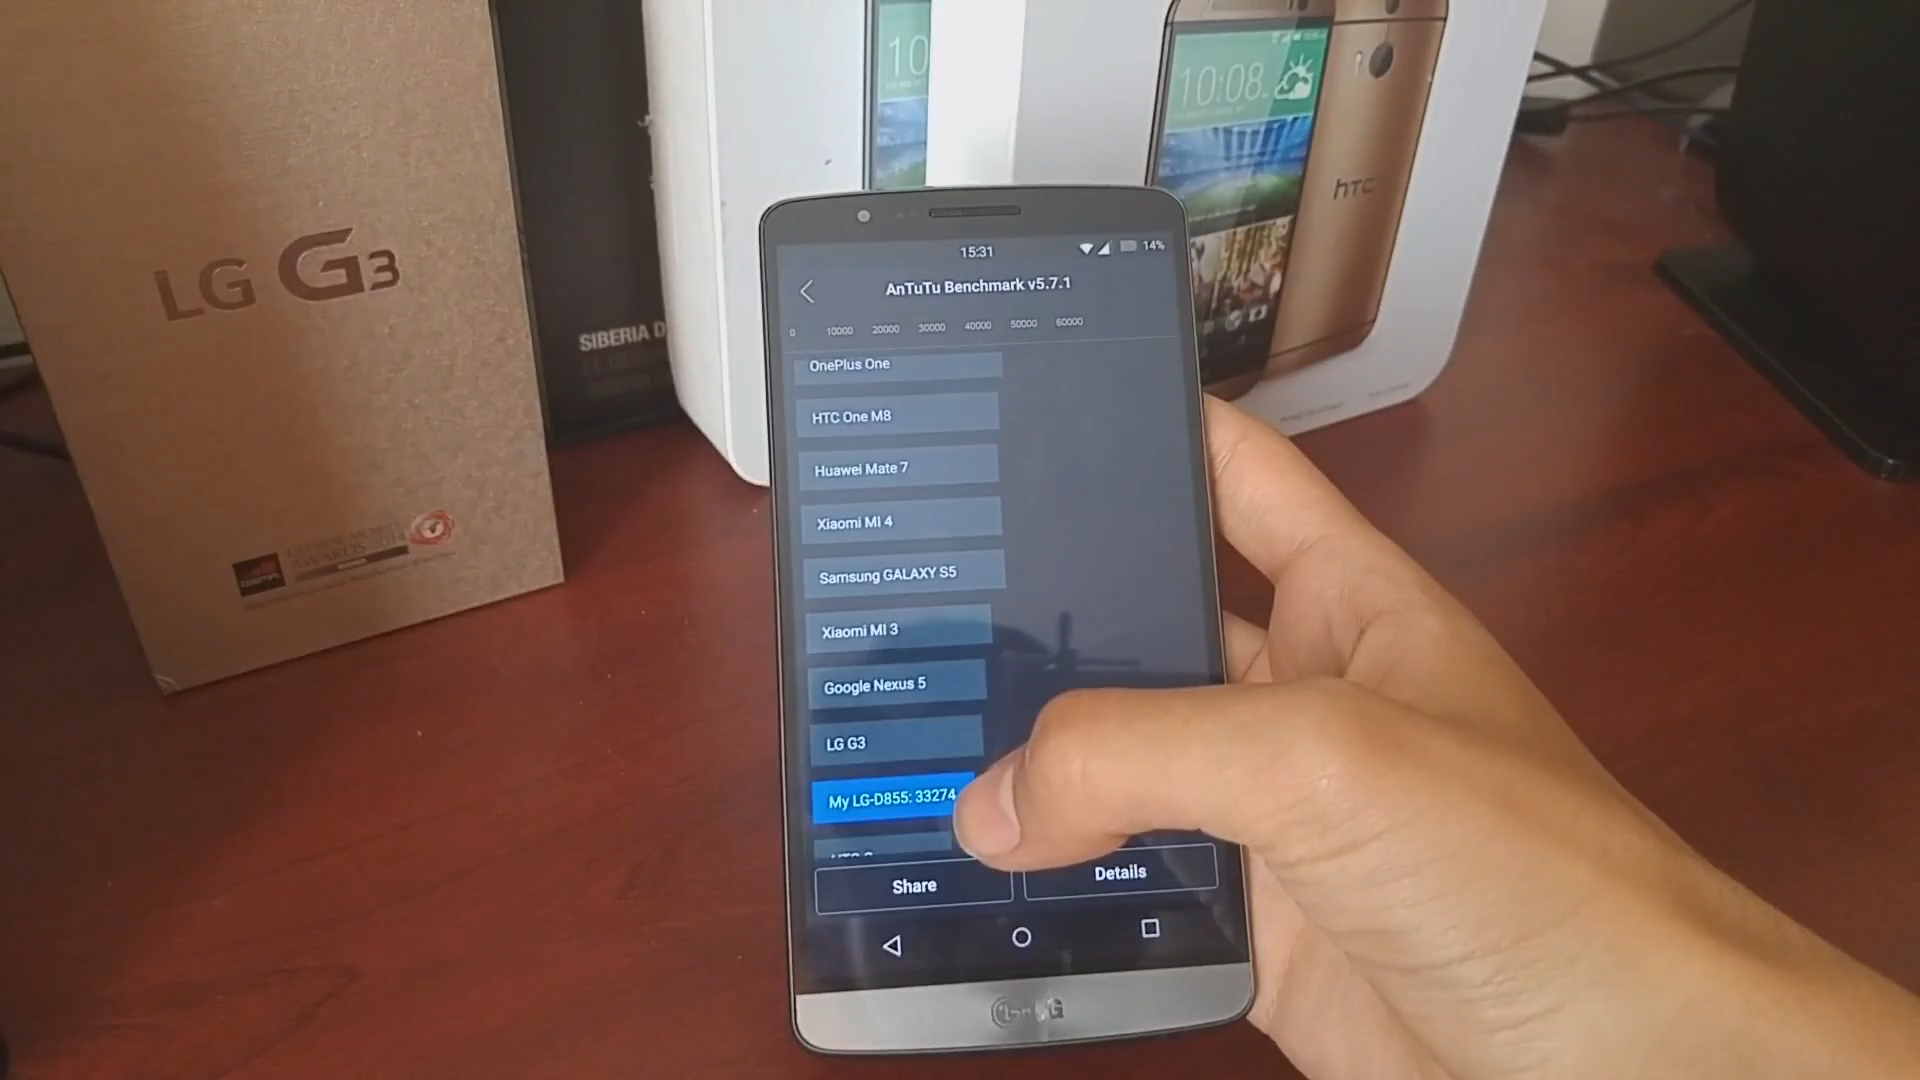 LG G3
SIBERIA
10
10:08
hTC
15:31
14%
AnTuTu Benchmark v5.7.1
0 10000 20000 30000 40000 50000 60000
OnePlus One
HTC One M8
Huawei Mate 7
Xiaomi MI 4
Samsung GALAXY S5
Xiaomi MI 3
Google Nexus 5
LG G3
My LG-D855: 33274
Share
Details
LG